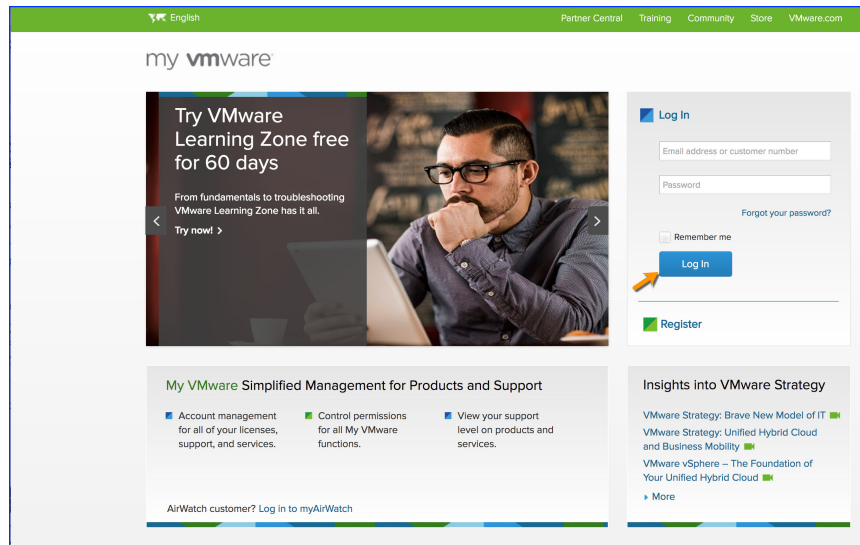 English
Partner Central Training Community Store VMware.com
my vmware
Try VMware
Learning Zone free
for 60 days
From fundamentals to troubleshooting
VMware Learning Zone has it all.
Try now! >
Log In
Email address or customer number
Password
Forgot your password?
Remember me
Log In
Register
My VMware Simplified Management for Products and Support
Account management
for all of your licenses,
support, and services.
Control permissions
for all My VMware
functions.
View your support
level on products and
services.
AirWatch customer? Log in to myAirWatch
Insights into VMware Strategy
VMware Strategy: Brave New Model of IT
VMware Strategy: Unified Hybrid Cloud
and Business Mobility
VMware vSphere – The Foundation of
Your Unified Hybrid Cloud
More